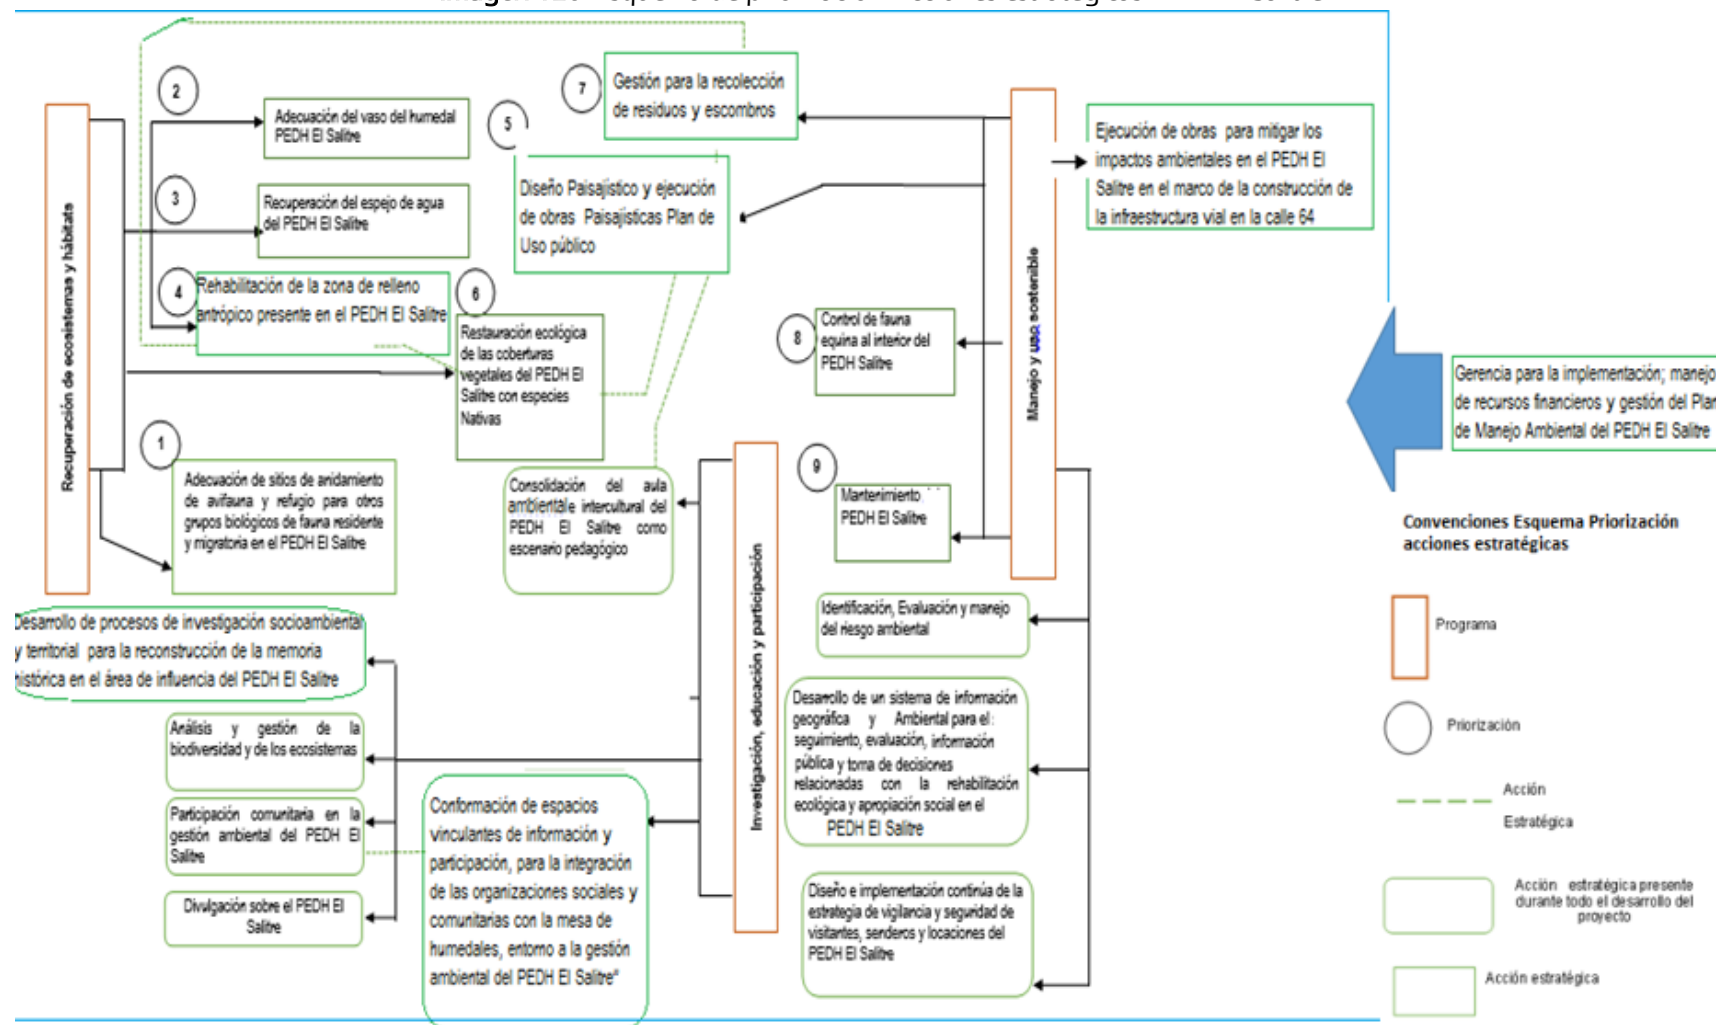 2
Adecuación del vaso del humedal
PEDH El Salitre
3
Recuperación del espejo de agua
del PEDH El Salitre
4
Rehabilitación de la zona de relleno
antrópico presente en el PEDH El Salitre
Recuperación de ecosistemas y hábitats
1
Adecuación de sitios de anidamiento
de avifauna y refugio para otros
grupos biológicos de fauna residente
y migratoria en el PEDH El Salitre
5
Diseño Paisajístico y ejecución
de obras Paisajísticas Plan de
Uso público
6
Restauración ecológica
de las coberturas
vegetales del PEDH El
Salitre con especies
Nativas
7
Gestión para la recolección
de residuos y escombros
Manejo y uso sostenible
Ejecución de obras para mitigar los
impactos ambientales en el PEDH El
Salitre en el marco de la construcción de
la infraestructura vial en la calle 64
8
Control de fauna
equina al interior del
PEDH Salitre
9
Mantenimiento
PEDH El Salitre
Consolidación del aula
ambiental e intercultural del
PEDH El Salitre como
escenario pedagógico
Investigación, educación y participación
Identificación, Evaluación y manejo
del riesgo ambiental
Desarrollo de un sistema de información
geográfica y Ambiental para el:
seguimiento, evaluación, información
pública y toma de decisiones
relacionadas con la rehabilitación
ecológica y apropiación social en el
PEDH El Salitre
Diseño e implementación continúa de la
estrategia de vigilancia y seguridad de
visitantes, senderos y locaciones del
PEDH El Salitre
Desarrollo de procesos de investigación socioambiental
y territorial para la reconstrucción de la memoria
histórica en el área de influencia del PEDH El Salitre
Análisis y gestión de la
biodiversidad y de los ecosistemas
Participación comunitaria en la
gestión ambiental del PEDH El
Salitre
Divulgación sobre el PEDH El
Salitre
Conformación de espacios
vinculantes de información y
participación, para la integración
de las organizaciones sociales y
comunitarias con la mesa de
humedales, entorno a la gestión
ambiental del PEDH El Salitre"
Gerencia para la implementación; manejo
de recursos financieros y gestión del Plan
de Manejo Ambiental del PEDH El Salitre
Convenciones Esquema Priorización
acciones estratégicas
Programa
Priorización
Acción
Estratégica
Acción estratégica presente
durante todo el desarrollo del
proyecto
Acción estratégica